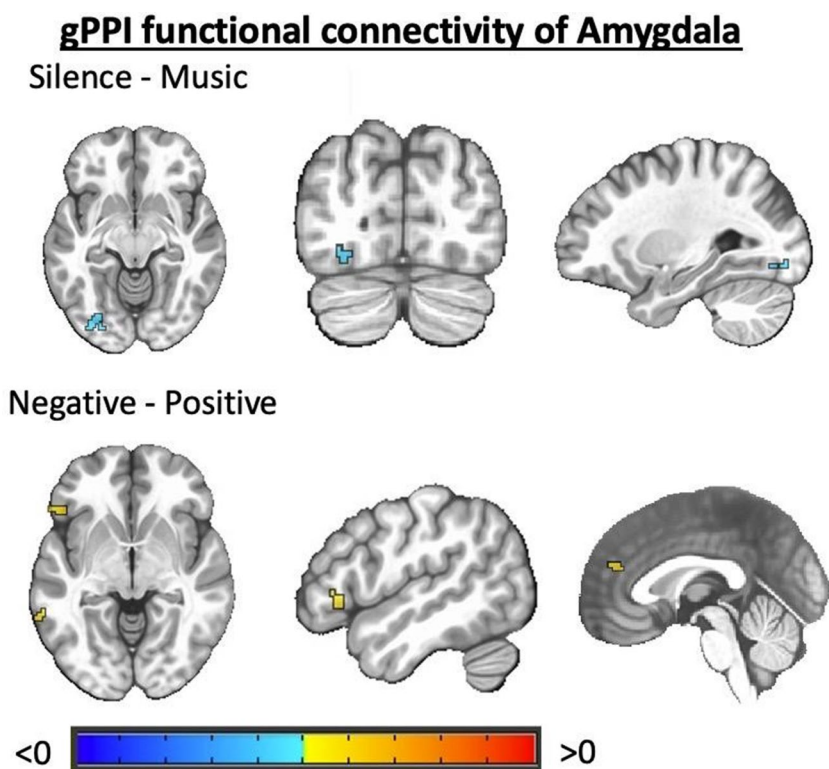 gPPI functional connectivity of Amygdala
Silence - Music
Negative - Positive
<0 >0